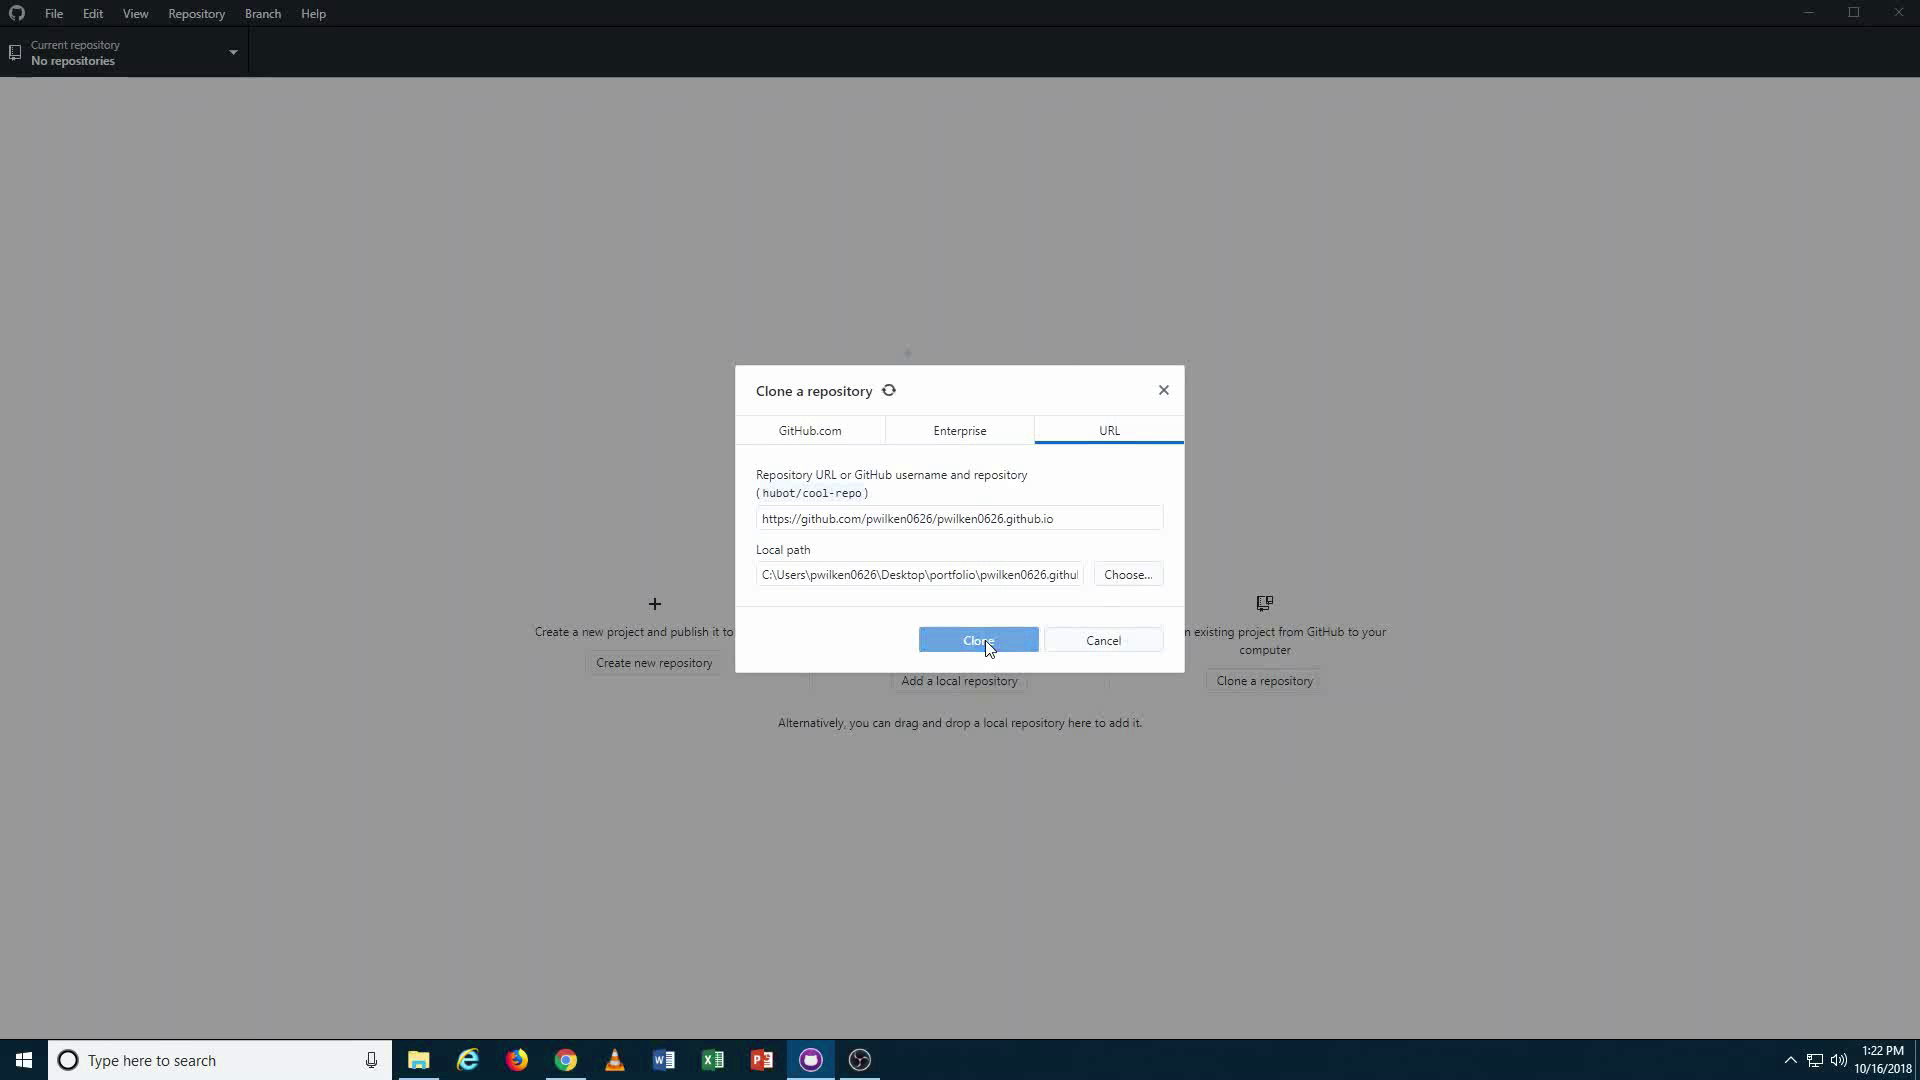 File Edit View Repository Branch Help
Current repository
No repositories
Clone a repository
GitHub.com Enterprise URL
Repository URL or GitHub username and repository
(hubot/cool-repo)
https://github.com/pwilken0626/pwilken0626.github.io
Local path
C:\Users\pwilken0626\Desktop\portfolio\pwilken0626.githu
Choose...
Clone Cancel
Create a new project and publish it to
Create new repository
Add a local repository
n existing project from GitHub to your
computer
Clone a repository
Alternatively, you can drag and drop a local repository here to add it.
Type here to search
1:22 PM
10/16/2018